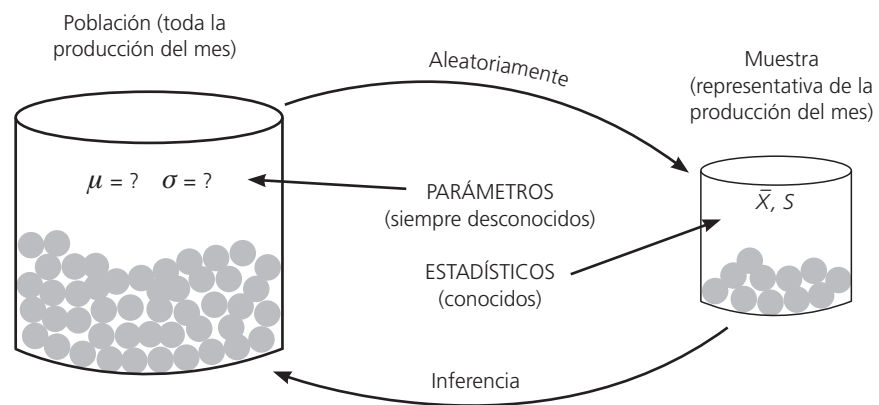 Población (toda la
producción del mes)
Aleatoriamente
Muestra
(representativa de la
producción del mes)
μ = ?   σ = ?
PARÁMETROS
(siempre desconocidos)
X̄, S
ESTADÍSTICOS
(conocidos)
Inferencia